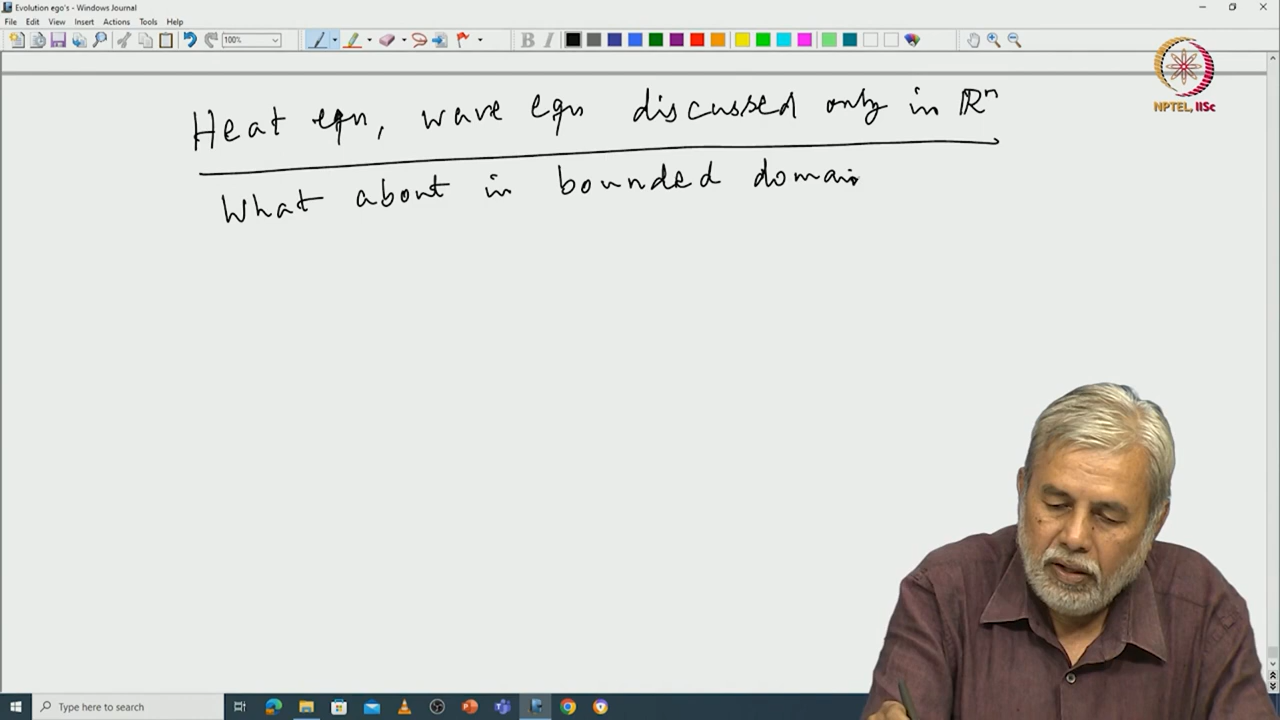 Evolution eqo's - Windows Journal
File Edit View Insert Actions Tools Help
100%
B I
NPTEL, IISc
Heat eqn, wave eqn discussed only in ℝⁿ
What about in bounded domai
Type here to search